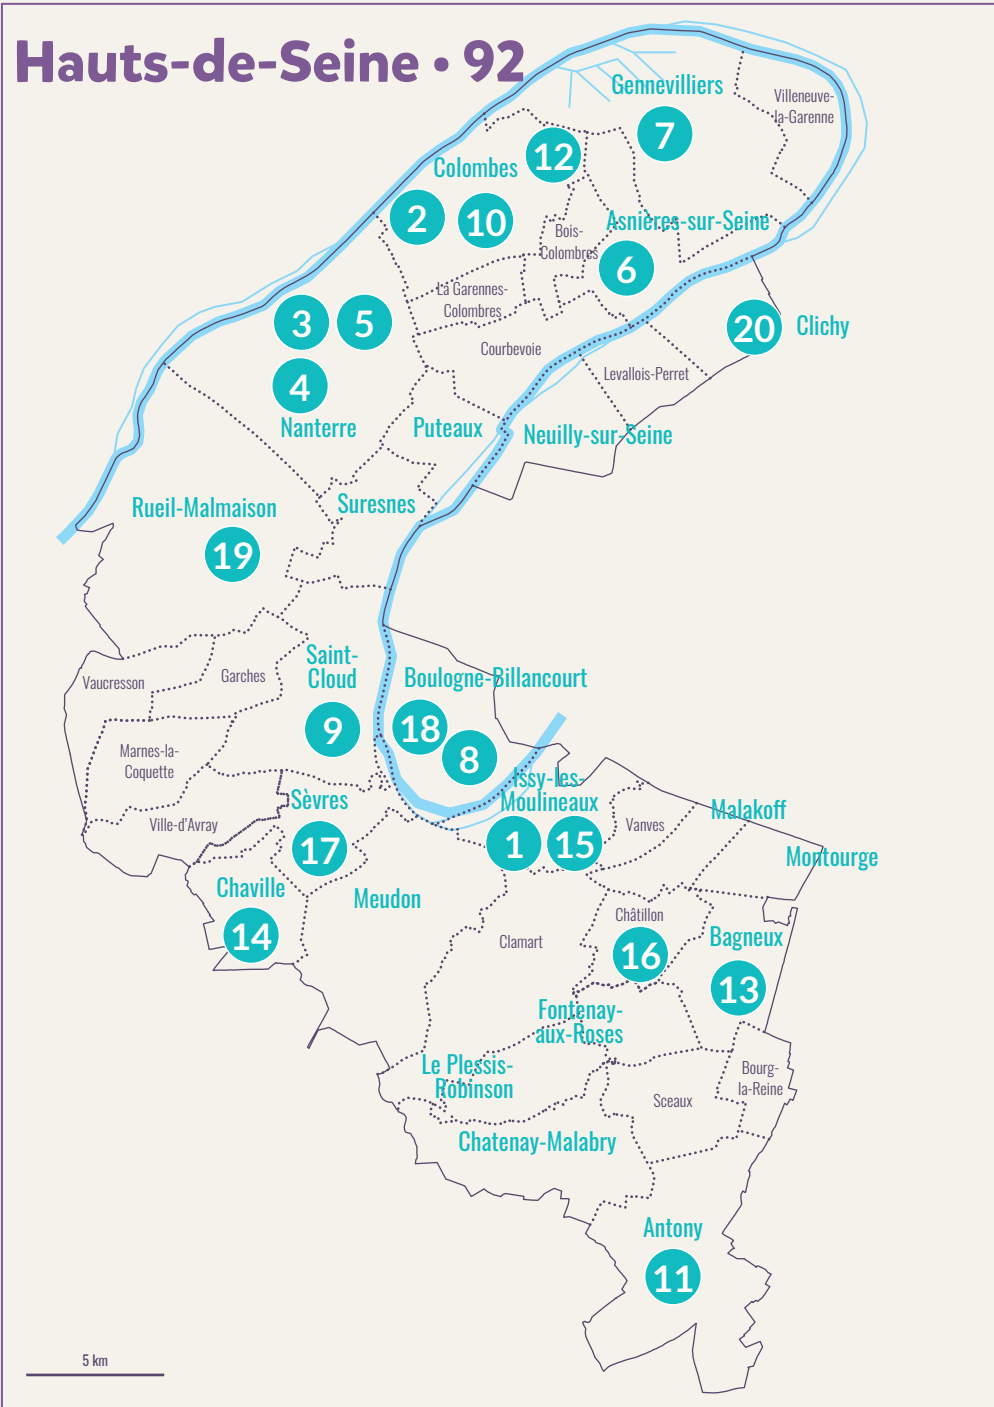 Hauts-de-Seine • 92
Gennevilliers
7
Villeneuve-
la-Garenne
12
Colombes
2
10
Asnières-sur-Seine
Bois-
Colombres
6
La Garennes-
Colombres
3
5
20
Clichy
Courbevoie
4
Levallois-Perret
Nanterre
Puteaux
Neuilly-sur-Seine
Rueil-Malmaison
Suresnes
19
Saint-
Cloud
Garches
Vaucresson
Boulogne-Billancourt
9
18
8
Marnes-la-
Coquette
Issy-les-
Moulineaux
Sèvres
Malakoff
Ville-d'Avray
Vanves
17
1
15
Montourge
Chaville
Meudon
14
Châtillon
Clamart
Bagneux
16
13
Fontenay-
aux-Roses
Le Plessis-
Robinson
Bourg-
la-Reine
Sceaux
Chatenay-Malabry
Antony
11
5 km